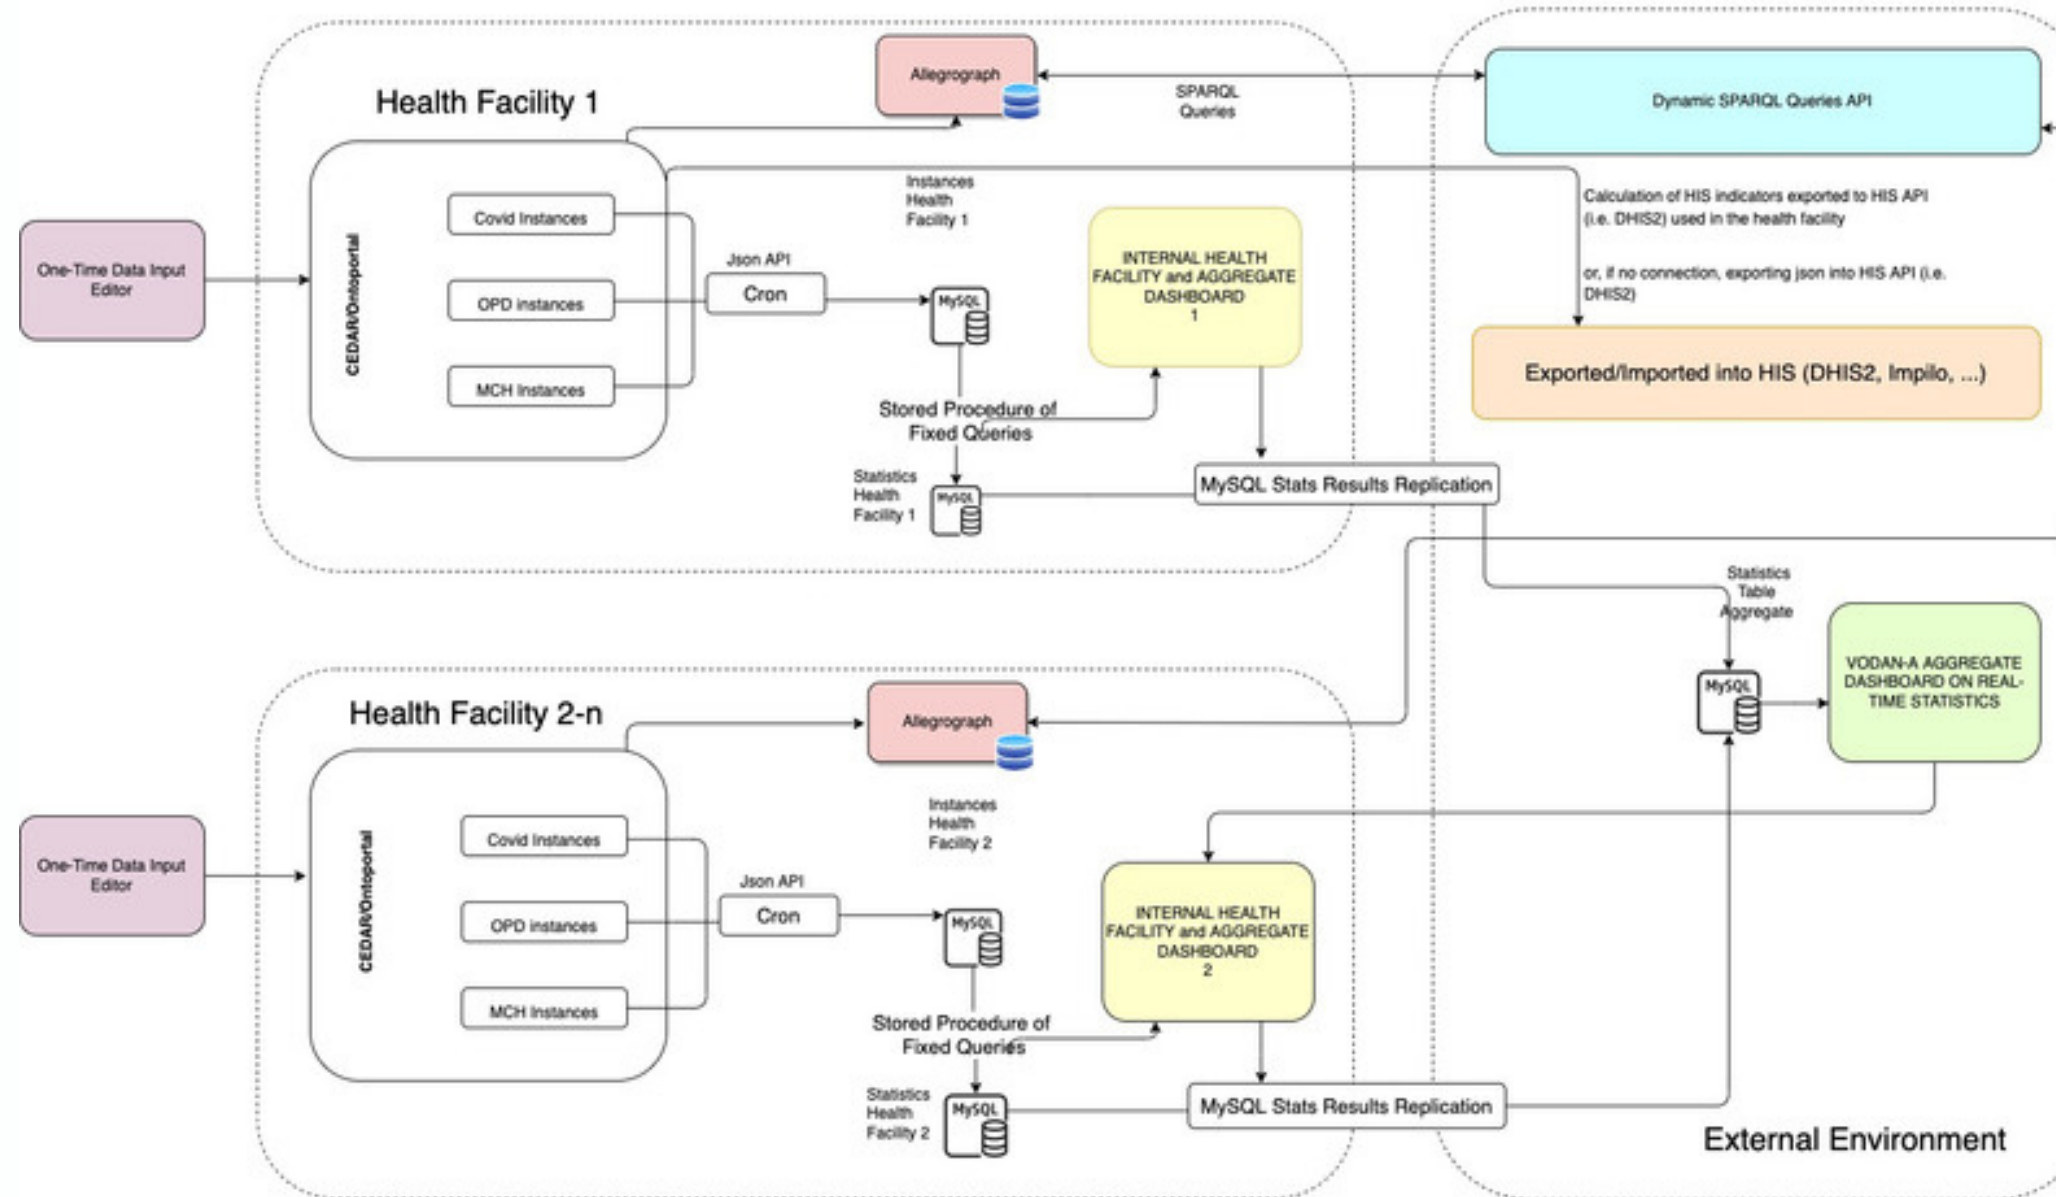 Health Facility 1
Allegrograph
SPARQL
Queries
Dynamic SPARQL Queries API
One-Time Data Input
Editor
CEDAR/Ontoportal
Covid Instances
OPD instances
MCH Instances
Json API
Cron
Instances
Health
Facility 1
MySQL
INTERNAL HEALTH
FACILITY and AGGREGATE
DASHBOARD
1
Calculation of HIS indicators exported to HIS API
(i.e. DHIS2) used in the health facility
or, if no connection, exporting json into HIS API (i.e.
DHIS2)
Exported/Imported into HIS (DHIS2, Impilo, ...)
Stored Procedure of
Fixed Queries
Statistics
Health
Facility 1
MySQL
MySQL Stats Results Replication
Statistics
Table
Aggregate
MySQL
VODAN-A AGGREGATE
DASHBOARD ON REAL-
TIME STATISTICS
Health Facility 2-n
Allegrograph
One-Time Data Input
Editor
CEDAR/Ontoportal
Covid Instances
OPD instances
MCH Instances
Json API
Cron
Instances
Health
Facility 2
MySQL
INTERNAL HEALTH
FACILITY and AGGREGATE
DASHBOARD
2
Stored Procedure of
Fixed Queries
Statistics
Health
Facility 2
MySQL
MySQL Stats Results Replication
External Environment